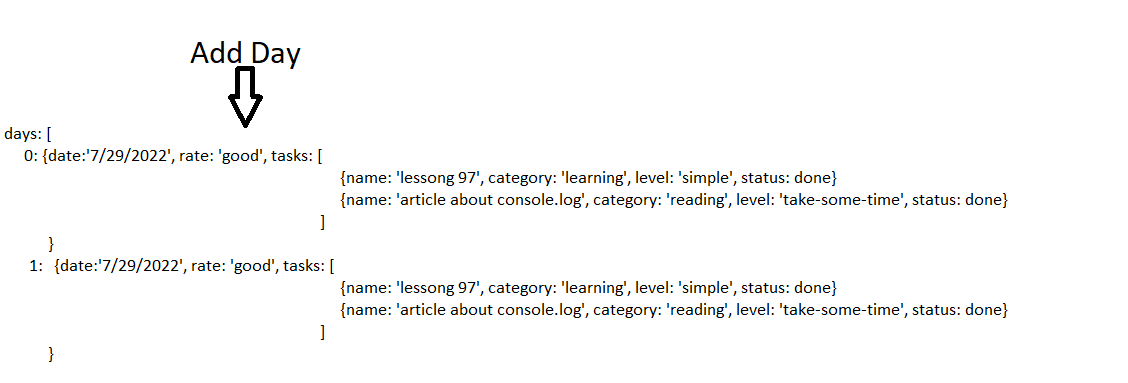 Add Day
days: [
0: {date:'7/29/2022', rate: 'good', tasks: [
{name: 'lessong 97', category: 'learning', level: 'simple', status: done}
{name: 'article about console.log', category: 'reading', level: 'take-some-time', status: done}
]
}
1: {date:'7/29/2022', rate: 'good', tasks: [
{name: 'lessong 97', category: 'learning', level: 'simple', status: done}
{name: 'article about console.log', category: 'reading', level: 'take-some-time', status: done}
]
}